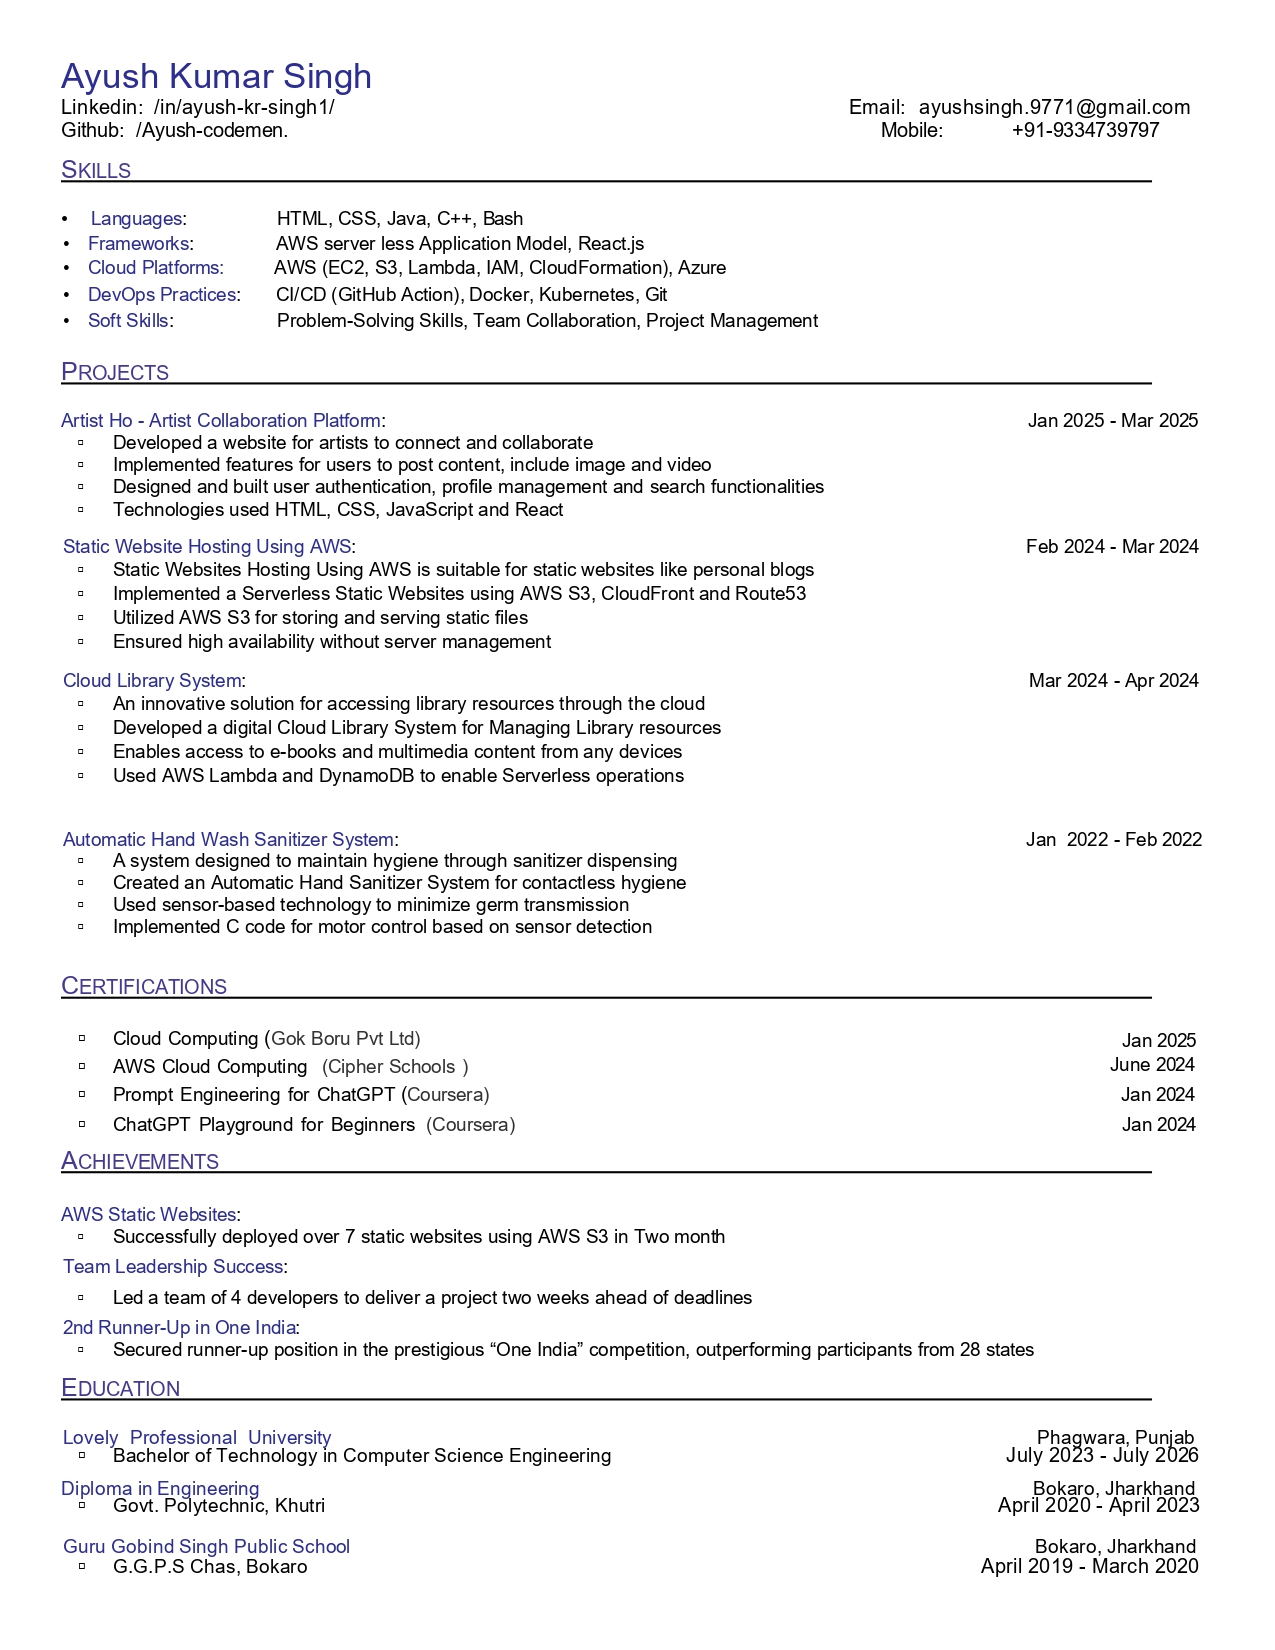 Ayush Kumar Singh
Linkedin: /in/ayush-kr-singh1/ Email: ayushsingh.9771@gmail.com
Github: /Ayush-codemen. Mobile: +91-9334739797
SKILLS
• Languages: HTML, CSS, Java, C++, Bash
• Frameworks: AWS server less Application Model, React.js
• Cloud Platforms: AWS (EC2, S3, Lambda, IAM, CloudFormation), Azure
• DevOps Practices: CI/CD (GitHub Action), Docker, Kubernetes, Git
• Soft Skills: Problem-Solving Skills, Team Collaboration, Project Management
PROJECTS
Artist Ho - Artist Collaboration Platform: Jan 2025 - Mar 2025
▫ Developed a website for artists to connect and collaborate
▫ Implemented features for users to post content, include image and video
▫ Designed and built user authentication, profile management and search functionalities
▫ Technologies used HTML, CSS, JavaScript and React
Static Website Hosting Using AWS: Feb 2024 - Mar 2024
▫ Static Websites Hosting Using AWS is suitable for static websites like personal blogs
▫ Implemented a Serverless Static Websites using AWS S3, CloudFront and Route53
▫ Utilized AWS S3 for storing and serving static files
▫ Ensured high availability without server management
Cloud Library System: Mar 2024 - Apr 2024
▫ An innovative solution for accessing library resources through the cloud
▫ Developed a digital Cloud Library System for Managing Library resources
▫ Enables access to e-books and multimedia content from any devices
▫ Used AWS Lambda and DynamoDB to enable Serverless operations
Automatic Hand Wash Sanitizer System: Jan 2022 - Feb 2022
▫ A system designed to maintain hygiene through sanitizer dispensing
▫ Created an Automatic Hand Sanitizer System for contactless hygiene
▫ Used sensor-based technology to minimize germ transmission
▫ Implemented C code for motor control based on sensor detection
CERTIFICATIONS
▫ Cloud Computing (Gok Boru Pvt Ltd) Jan 2025
▫ AWS Cloud Computing (Cipher Schools ) June 2024
▫ Prompt Engineering for ChatGPT (Coursera) Jan 2024
▫ ChatGPT Playground for Beginners (Coursera) Jan 2024
ACHIEVEMENTS
AWS Static Websites:
▫ Successfully deployed over 7 static websites using AWS S3 in Two month
Team Leadership Success:
▫ Led a team of 4 developers to deliver a project two weeks ahead of deadlines
2nd Runner-Up in One India:
▫ Secured runner-up position in the prestigious “One India” competition, outperforming participants from 28 states
EDUCATION
Lovely Professional University Phagwara, Punjab
▫ Bachelor of Technology in Computer Science Engineering July 2023 - July 2026
Diploma in Engineering Bokaro, Jharkhand
▫ Govt. Polytechnic, Khutri April 2020 - April 2023
Guru Gobind Singh Public School Bokaro, Jharkhand
▫ G.G.P.S Chas, Bokaro April 2019 - March 2020